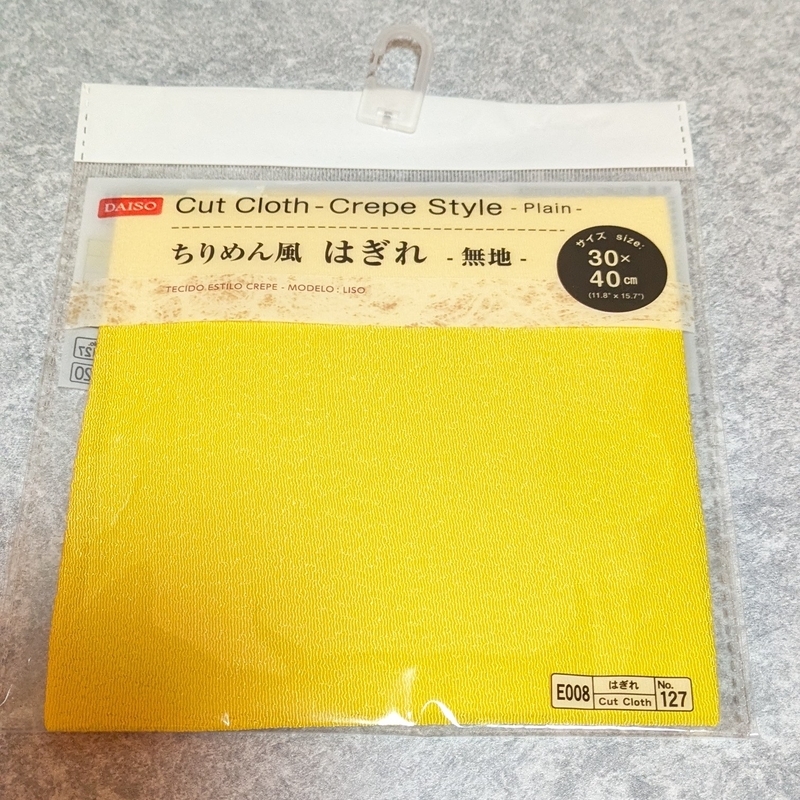 DAISO
Cut Cloth-Crepe Style - Plain -
ちりめん風 はぎれ - 無地 -
TECIDO ESTILO CREPE - MODELO : LISO
サイズ size:
30×
40cm
(11.8" x 15.7")
E008
はぎれ
Cut Cloth
No.
127